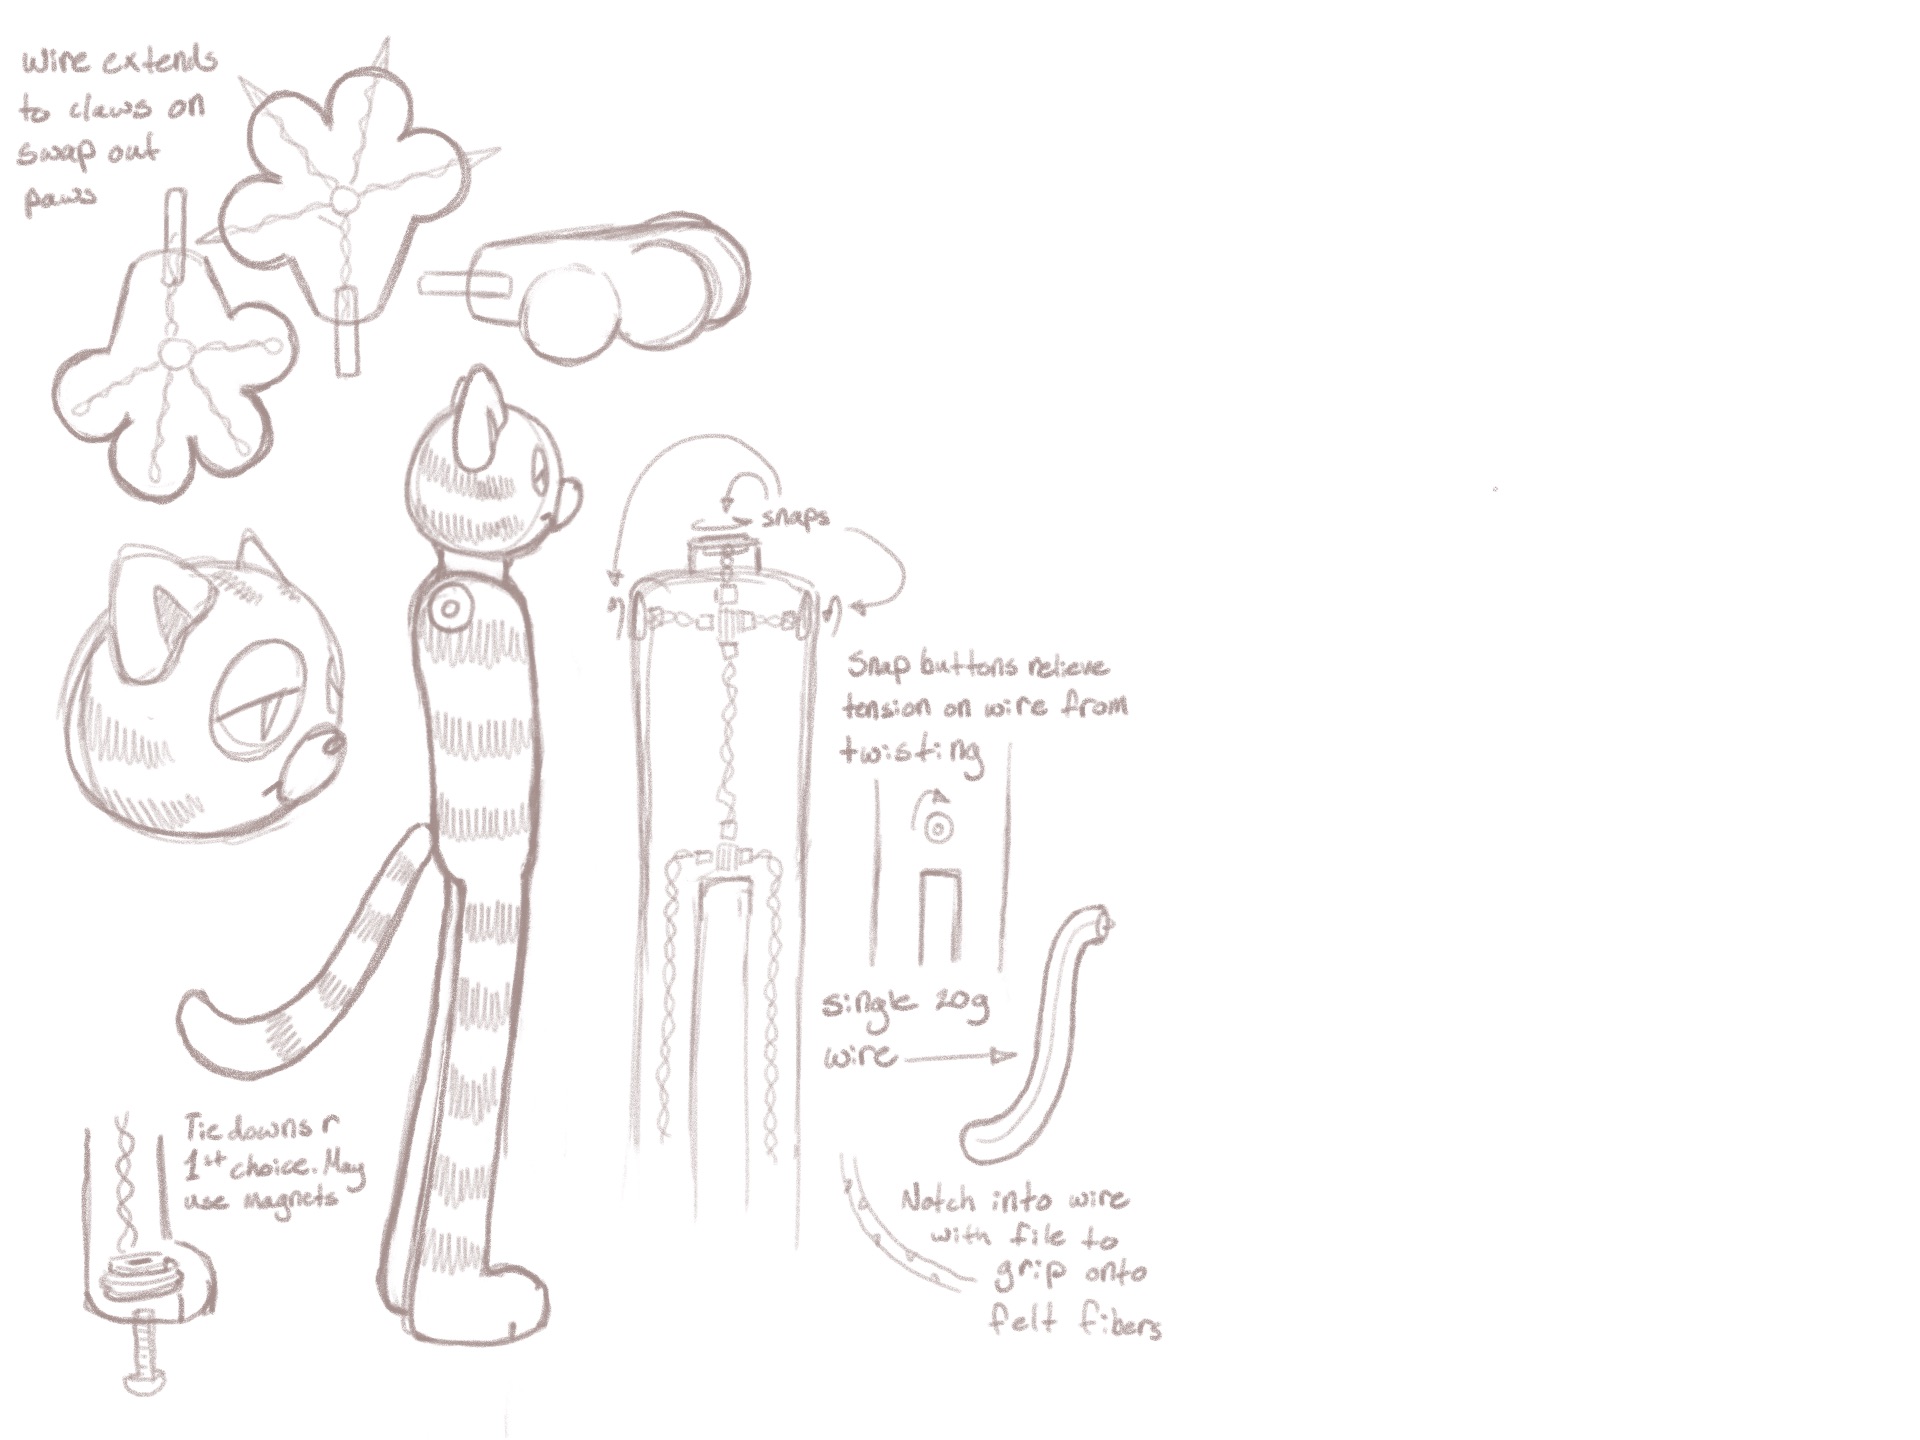 Wire extends
to claws on
swap out
paws
snaps
Snap buttons relieve
tension on wire from
twisting
single 20g
wire
Tie downs r
1st choice. May
use magnets
Notch into wire
with file to
grip onto
felt fibers